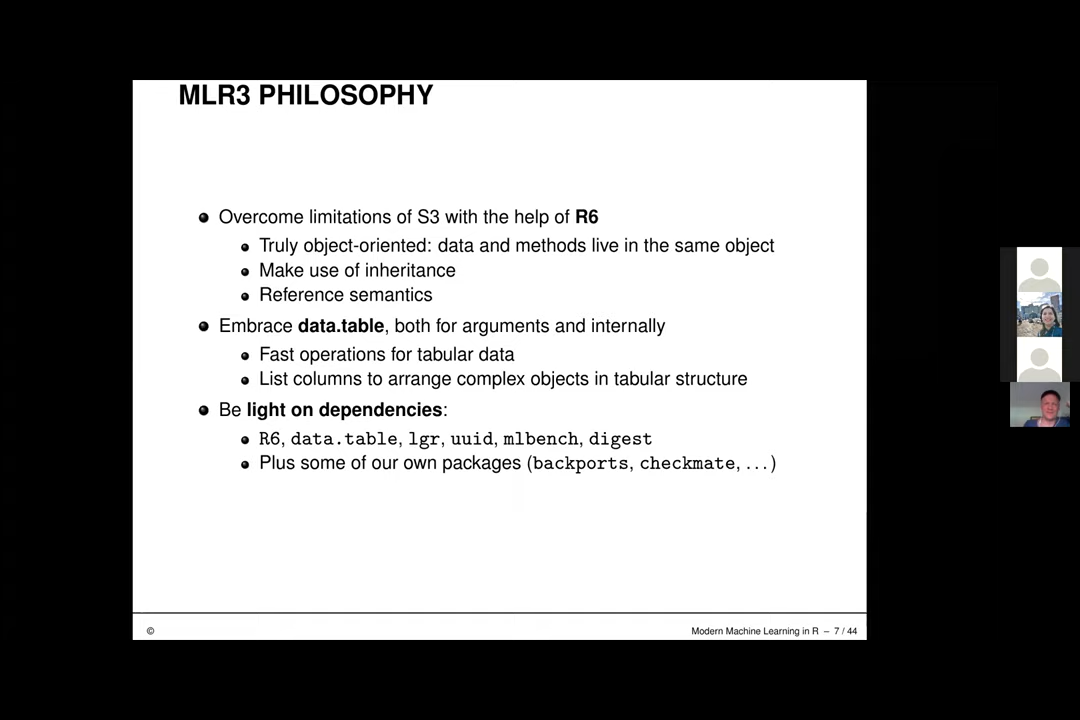 MLR3 PHILOSOPHY
Overcome limitations of S3 with the help of R6
Truly object-oriented: data and methods live in the same object
Make use of inheritance
Reference semantics
Embrace data.table, both for arguments and internally
Fast operations for tabular data
List columns to arrange complex objects in tabular structure
Be light on dependencies:
R6, data.table, lgr, uuid, mlbench, digest
Plus some of our own packages (backports, checkmate, ...)
© Modern Machine Learning in R – 7 / 44